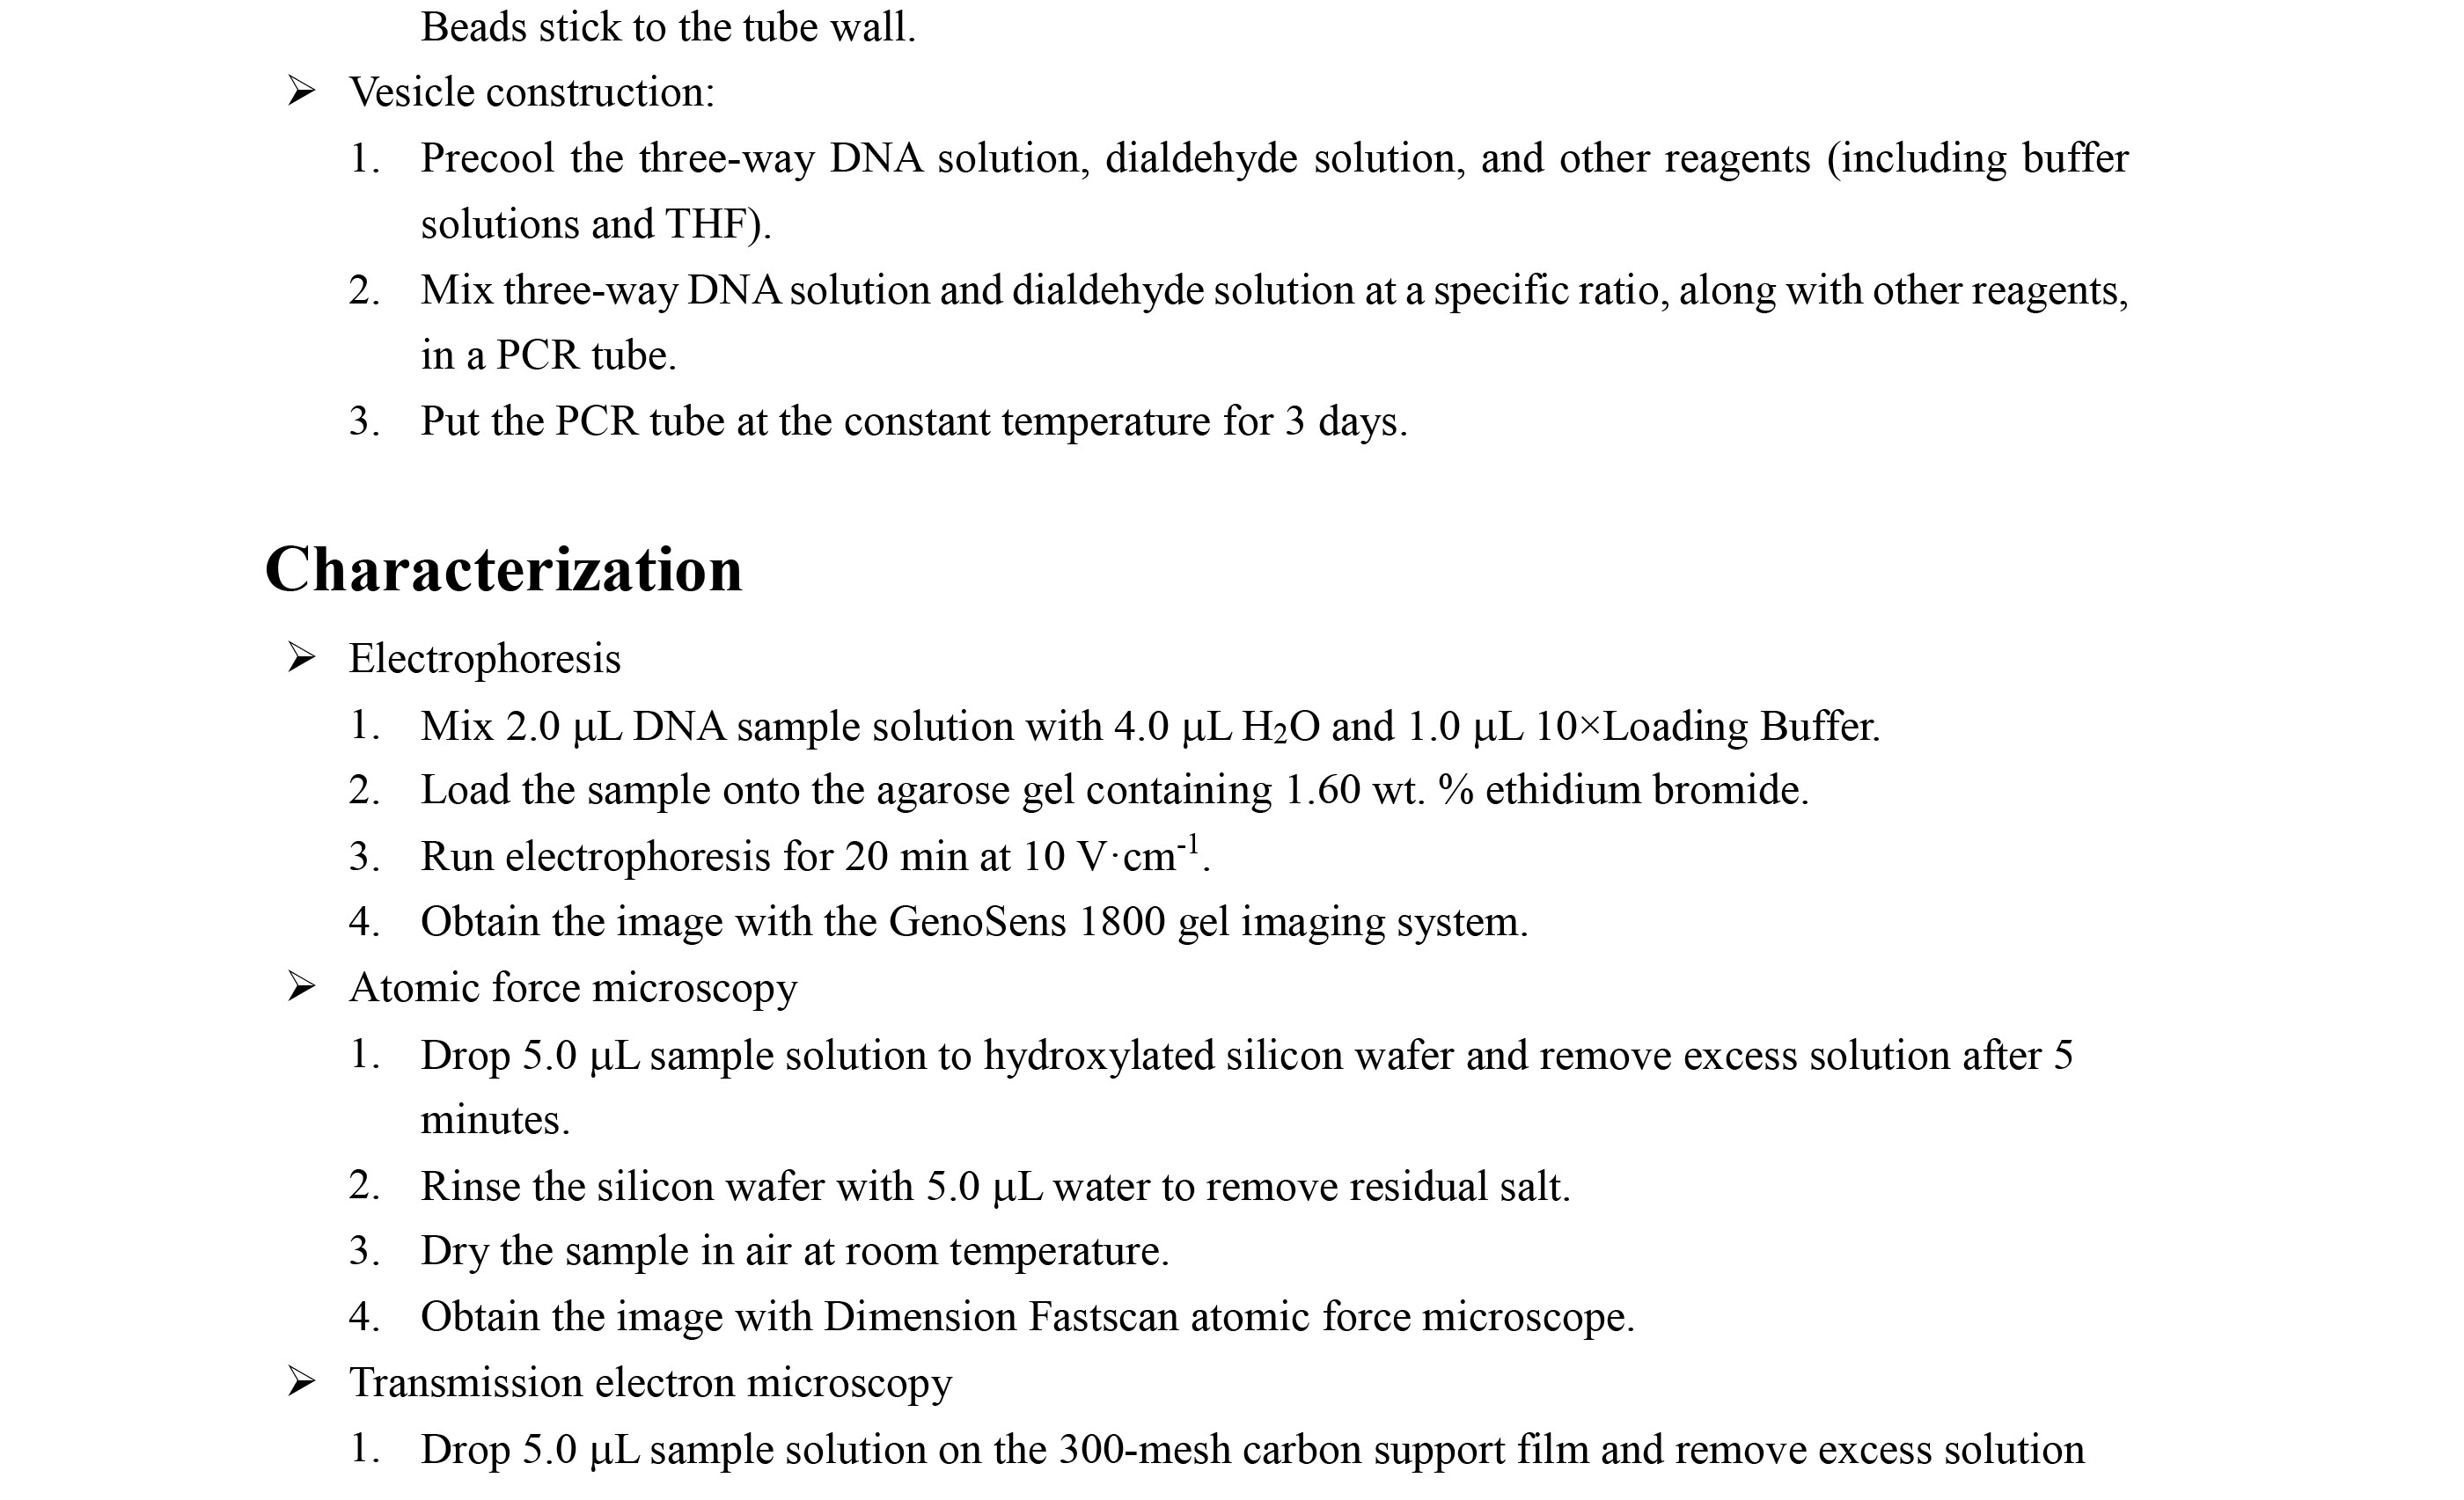 Beads stick to the tube wall.
➢ Vesicle construction:
1. Precool the three-way DNA solution, dialdehyde solution, and other reagents (including buffer
solutions and THF).
2. Mix three-way DNA solution and dialdehyde solution at a specific ratio, along with other reagents,
in a PCR tube.
3. Put the PCR tube at the constant temperature for 3 days.
Characterization
➢ Electrophoresis
1. Mix 2.0 μL DNA sample solution with 4.0 μL H₂O and 1.0 μL 10×Loading Buffer.
2. Load the sample onto the agarose gel containing 1.60 wt. % ethidium bromide.
3. Run electrophoresis for 20 min at 10 V·cm⁻¹.
4. Obtain the image with the GenoSens 1800 gel imaging system.
➢ Atomic force microscopy
1. Drop 5.0 μL sample solution to hydroxylated silicon wafer and remove excess solution after 5
minutes.
2. Rinse the silicon wafer with 5.0 μL water to remove residual salt.
3. Dry the sample in air at room temperature.
4. Obtain the image with Dimension Fastscan atomic force microscope.
➢ Transmission electron microscopy
1. Drop 5.0 μL sample solution on the 300-mesh carbon support film and remove excess solution